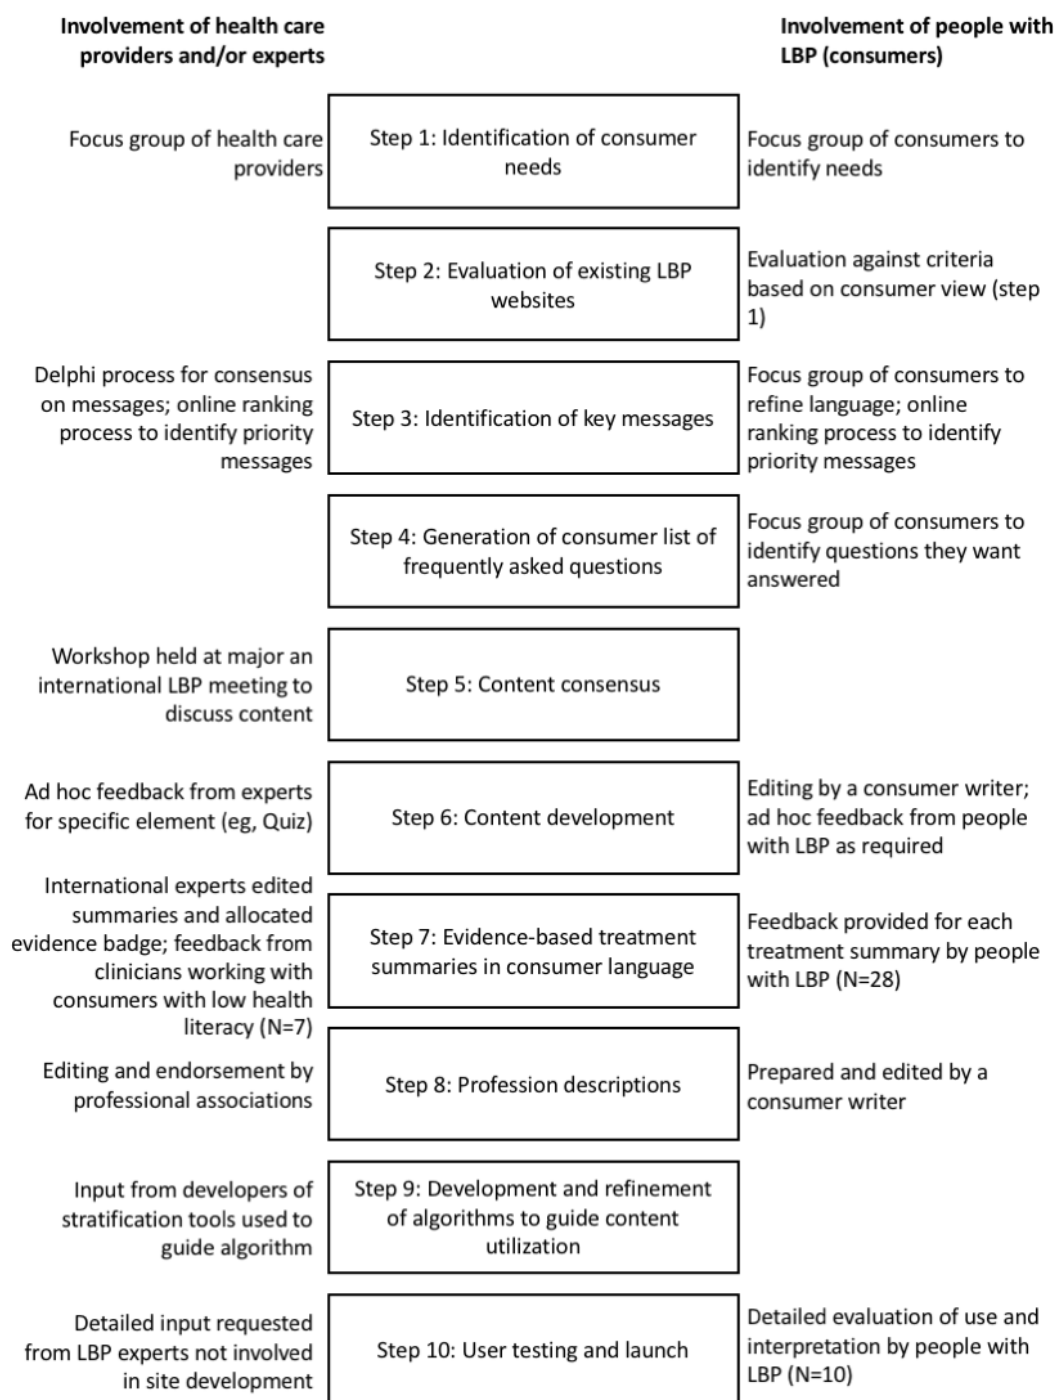 Involvement of health care
providers and/or experts
Involvement of people with
LBP (consumers)
Focus group of health care
providers
Step 1: Identification of consumer
needs
Focus group of consumers to
identify needs
Step 2: Evaluation of existing LBP
websites
Evaluation against criteria
based on consumer view (step
1)
Delphi process for consensus
on messages; online ranking
process to identify priority
messages
Step 3: Identification of key messages
Focus group of consumers to
refine language; online
ranking process to identify
priority messages
Step 4: Generation of consumer list of
frequently asked questions
Focus group of consumers to
identify questions they want
answered
Workshop held at major an
international LBP meeting to
discuss content
Step 5: Content consensus
Ad hoc feedback from experts
for specific element (eg, Quiz)
Step 6: Content development
Editing by a consumer writer;
ad hoc feedback from people
with LBP as required
International experts edited
summaries and allocated
evidence badge; feedback from
clinicians working with
consumers with low health
literacy (N=7)
Step 7: Evidence-based treatment
summaries in consumer language
Feedback provided for each
treatment summary by people
with LBP (N=28)
Editing and endorsement by
professional associations
Step 8: Profession descriptions
Prepared and edited by a
consumer writer
Input from developers of
stratification tools used to
guide algorithm
Step 9: Development and refinement
of algorithms to guide content
utilization
Detailed input requested
from LBP experts not involved
in site development
Step 10: User testing and launch
Detailed evaluation of use and
interpretation by people with
LBP (N=10)